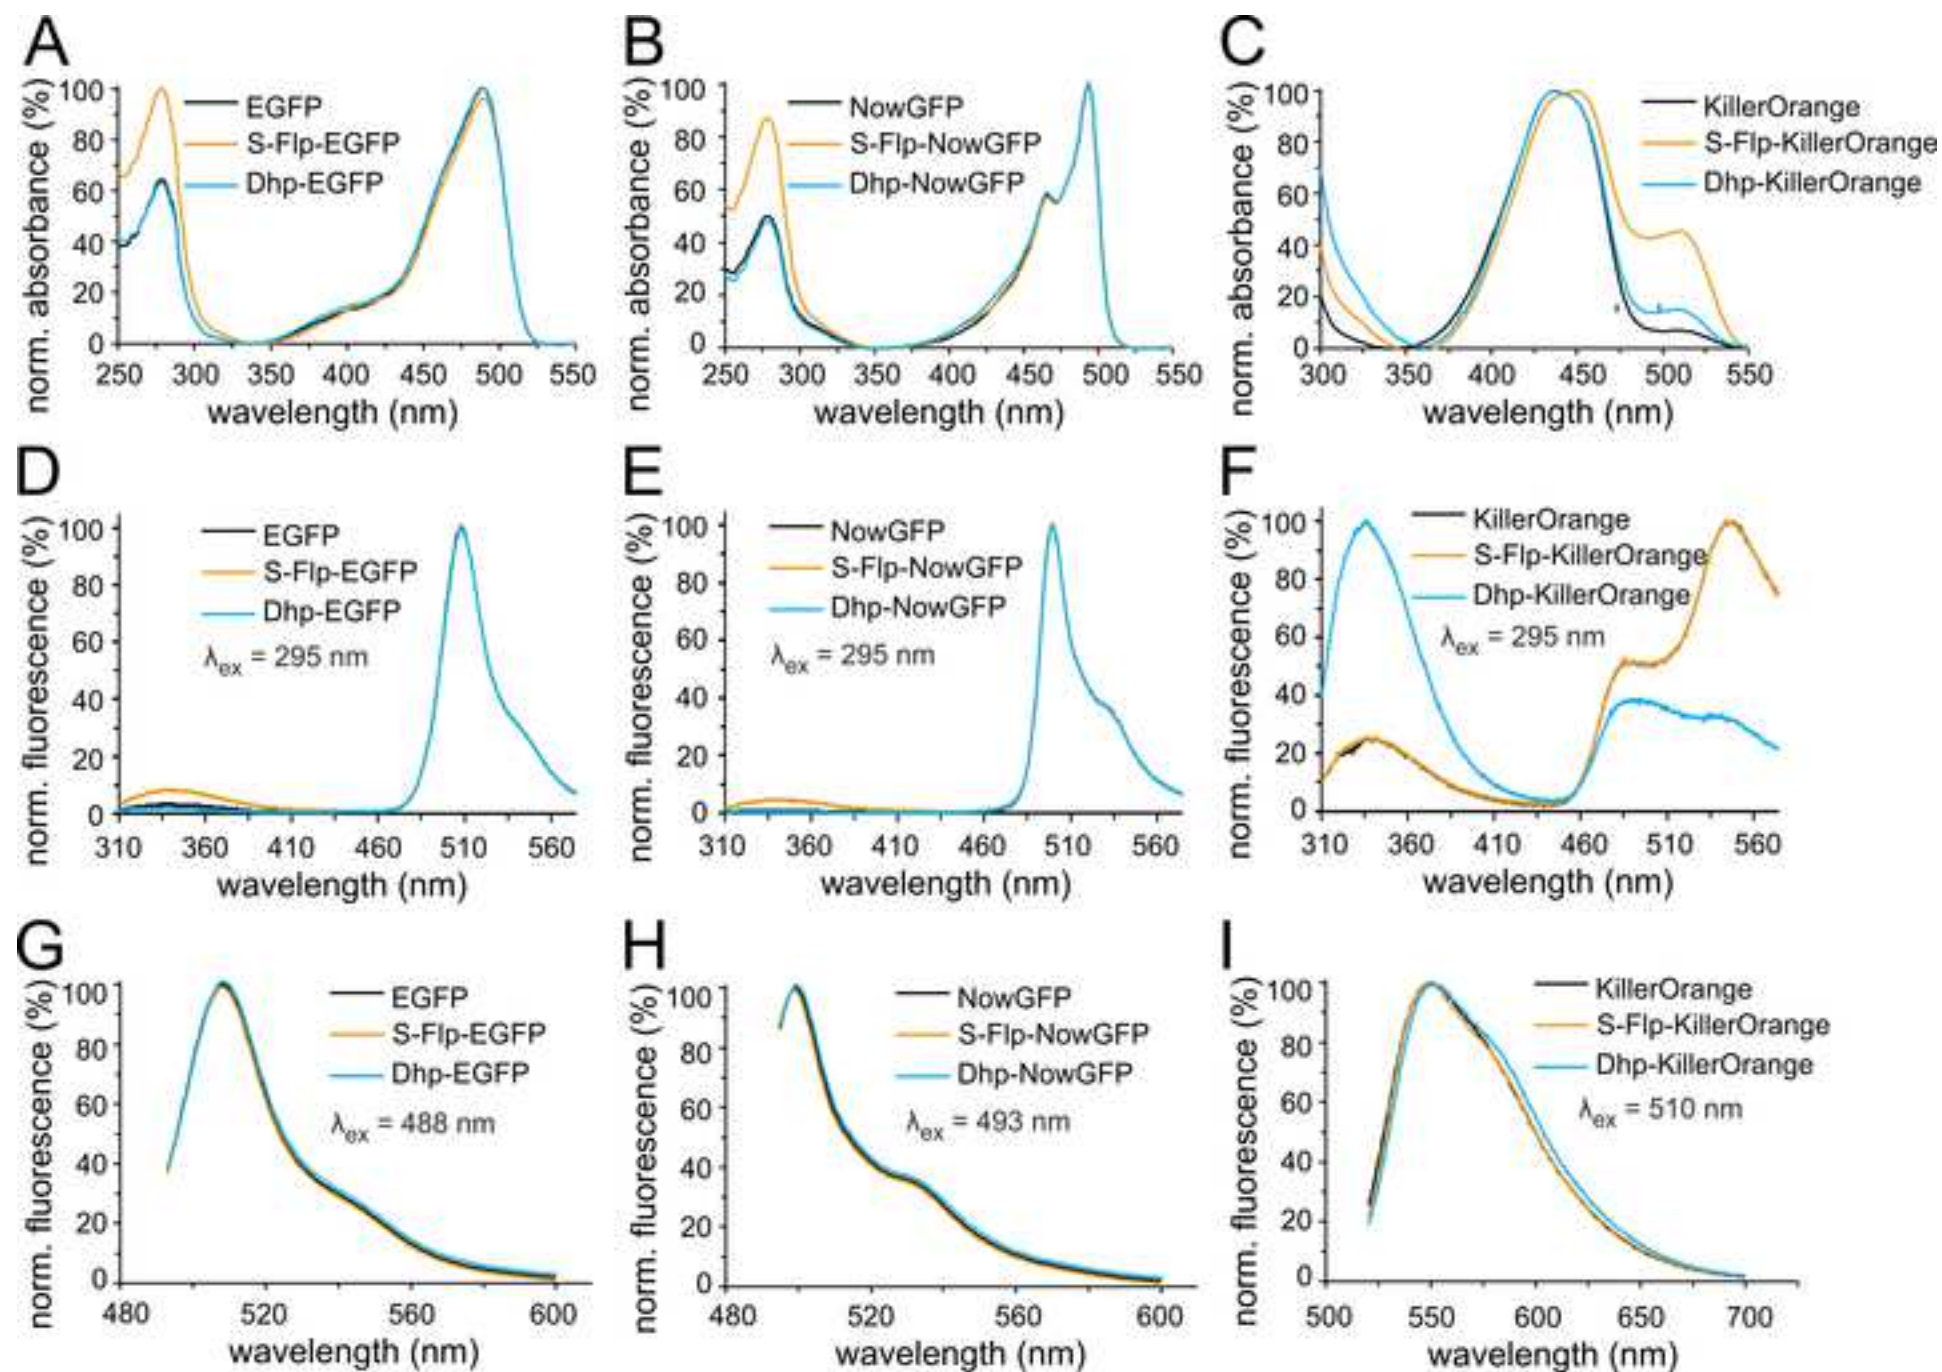 A
norm. absorbance (%)
100
80
60
40
20
0
EGFP
S-Flp-EGFP
Dhp-EGFP
250 300 350 400 450 500 550
wavelength (nm)
B
norm. absorbance (%)
100
80
60
40
20
0
NowGFP
S-Flp-NowGFP
Dhp-NowGFP
250 300 350 400 450 500 550
wavelength (nm)
C
norm. absorbance (%)
100
80
60
40
20
0
KillerOrange
S-Flp-KillerOrange
Dhp-KillerOrange
300 350 400 450 500 550
wavelength (nm)
D
norm. fluorescence (%)
100
80
60
40
20
0
EGFP
S-Flp-EGFP
Dhp-EGFP
λex = 295 nm
310 360 410 460 510 560
wavelength (nm)
E
norm. fluorescence (%)
100
80
60
40
20
0
NowGFP
S-Flp-NowGFP
Dhp-NowGFP
λex = 295 nm
310 360 410 460 510 560
wavelength (nm)
F
norm. fluorescence (%)
100
80
60
40
20
0
KillerOrange
S-Flp-KillerOrange
Dhp-KillerOrange
λex = 295 nm
310 360 410 460 510 560
wavelength (nm)
G
norm. fluorescence (%)
100
80
60
40
20
0
EGFP
S-Flp-EGFP
Dhp-EGFP
λex = 488 nm
480 520 560 600
wavelength (nm)
H
norm. fluorescence (%)
100
80
60
40
20
0
NowGFP
S-Flp-NowGFP
Dhp-NowGFP
λex = 493 nm
480 520 560 600
wavelength (nm)
I
norm. fluorescence (%)
100
80
60
40
20
0
KillerOrange
S-Flp-KillerOrange
Dhp-KillerOrange
λex = 510 nm
500 550 600 650 700
wavelength (nm)